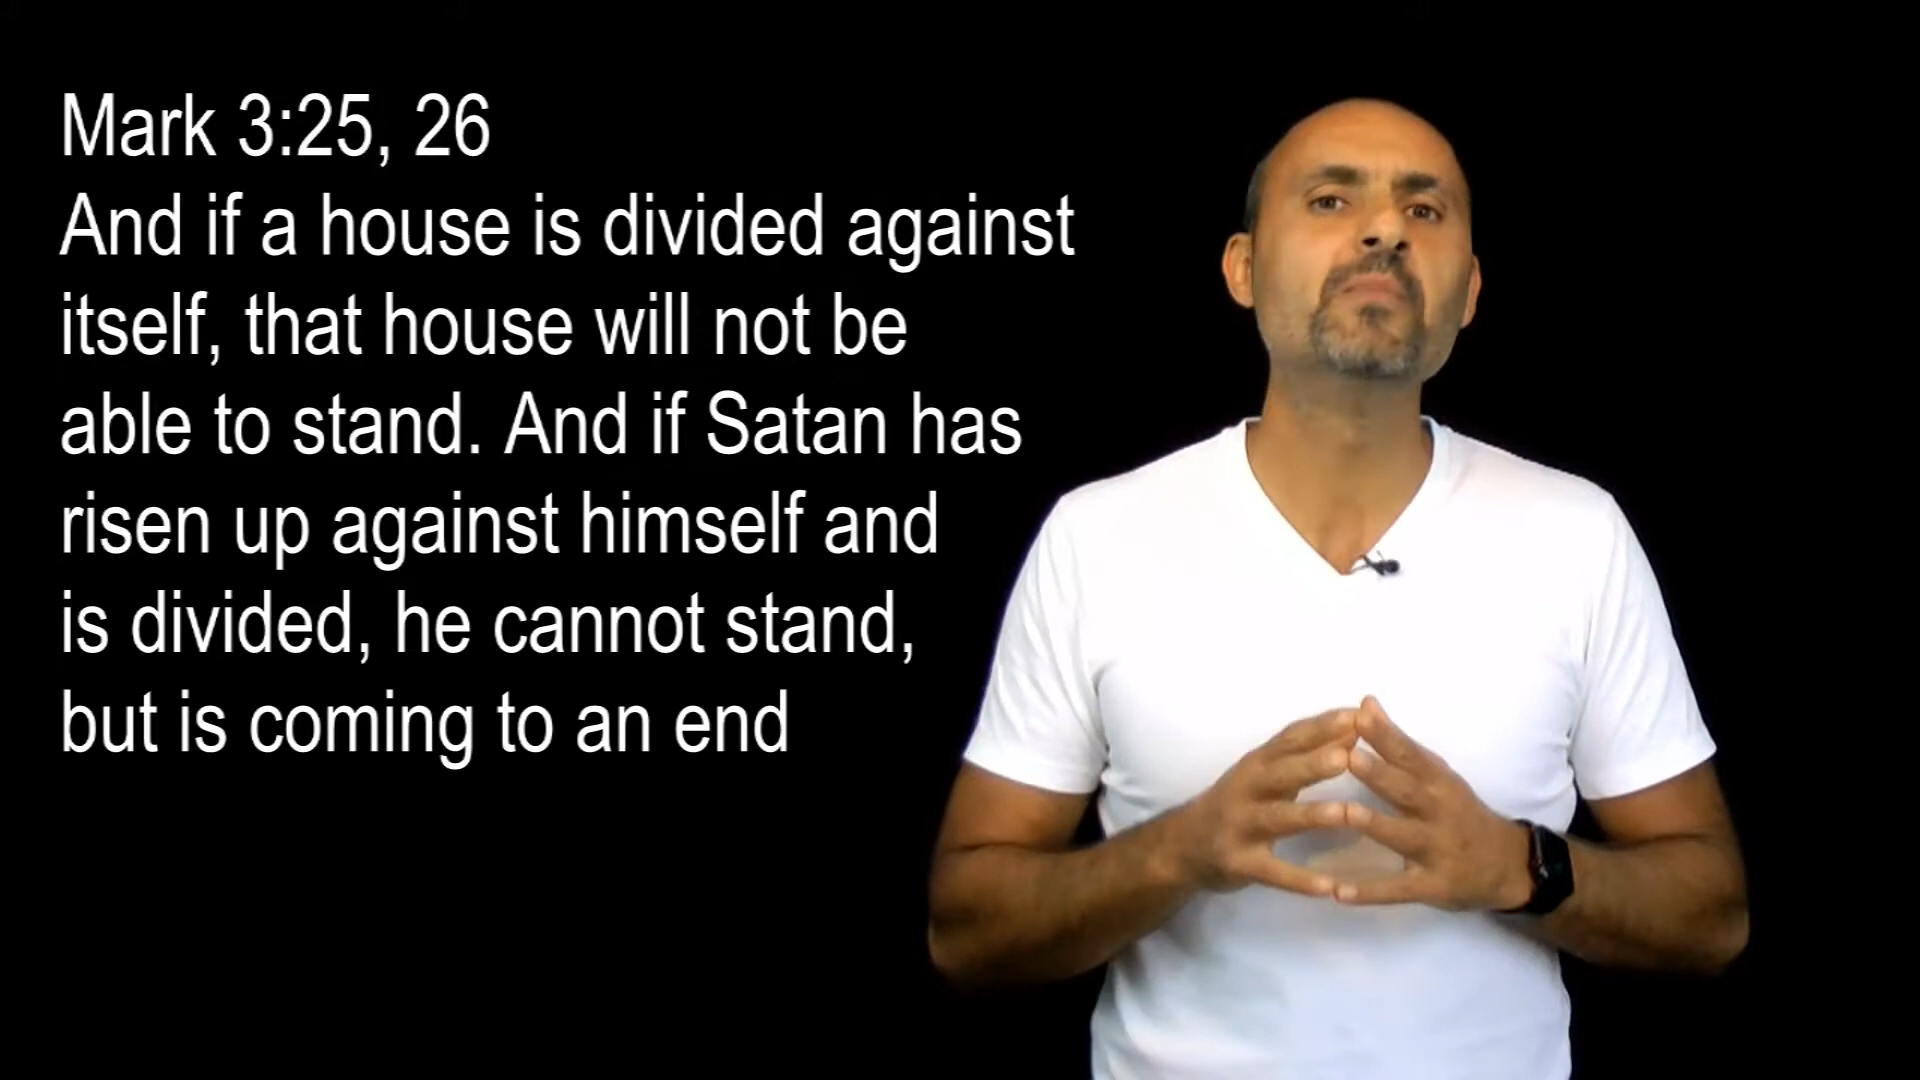 Mark 3:25, 26
And if a house is divided against
itself, that house will not be
able to stand. And if Satan has
risen up against himself and
is divided, he cannot stand,
but is coming to an end